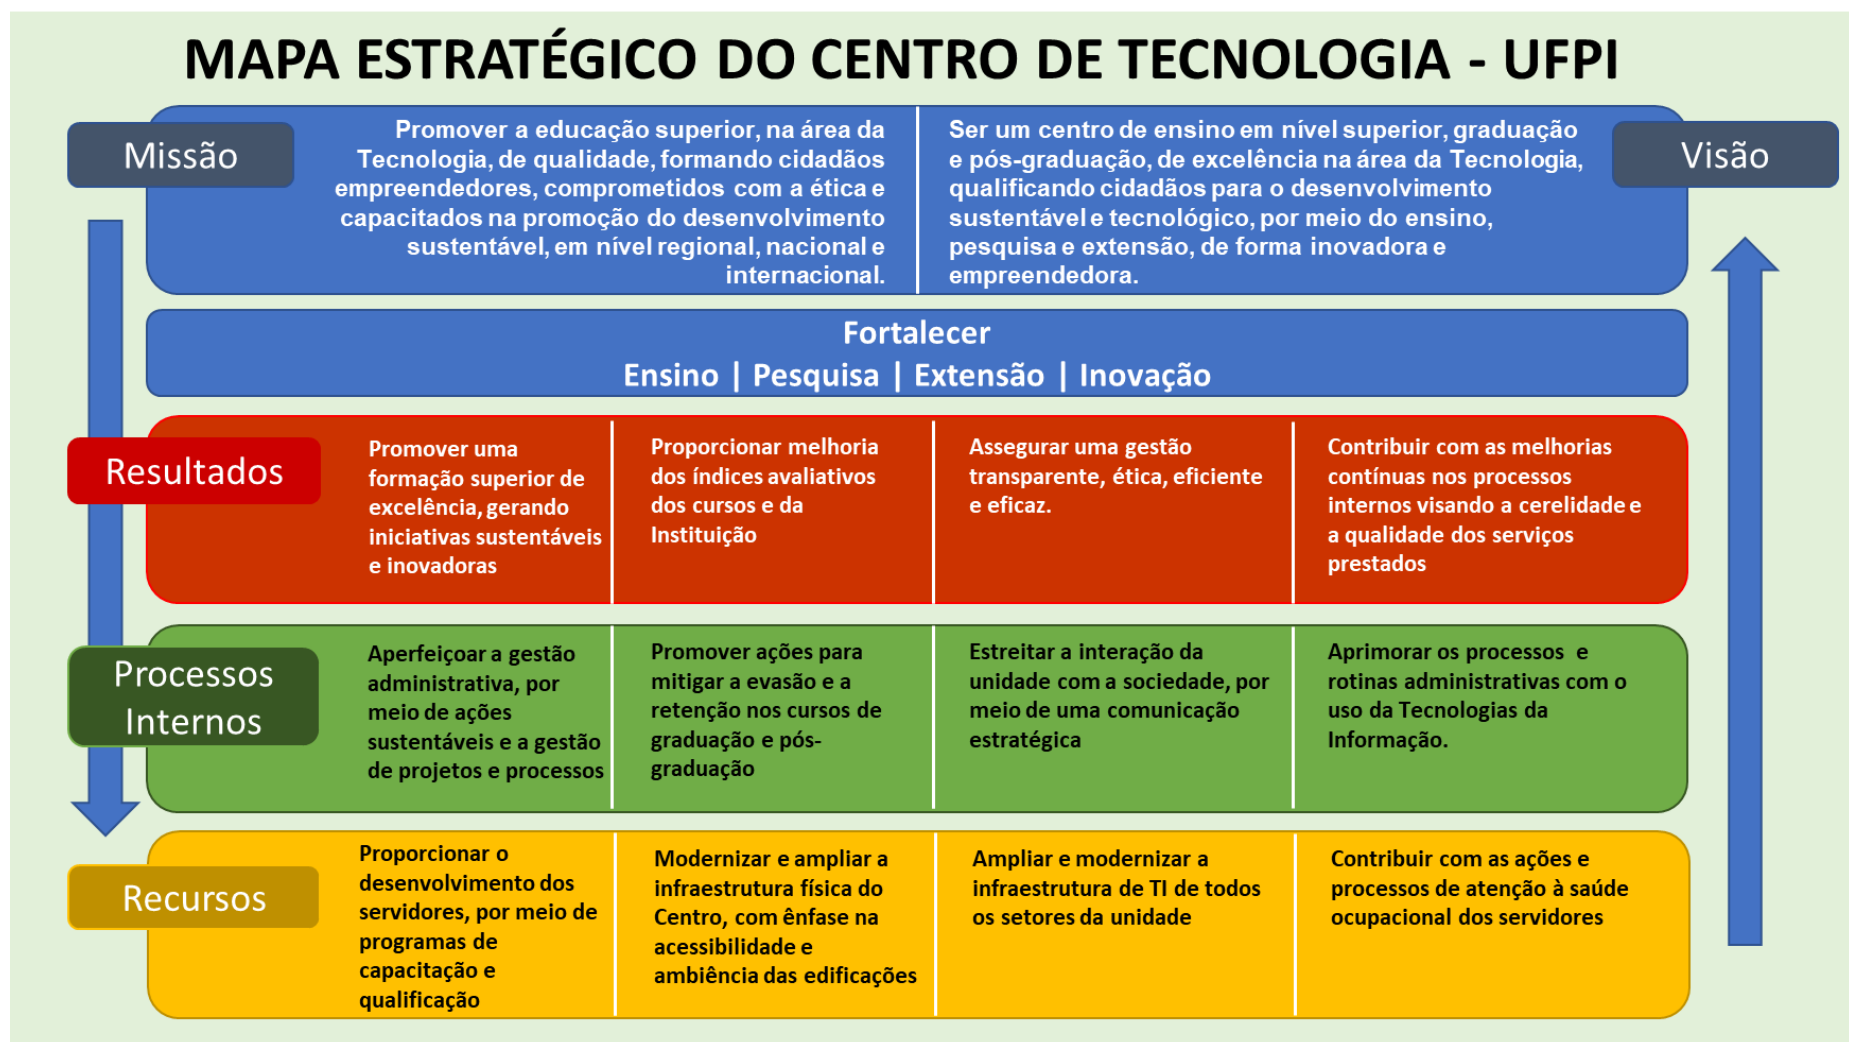 MAPA ESTRATÉGICO DO CENTRO DE TECNOLOGIA - UFPI
Missão
Promover a educação superior, na área da
Tecnologia, de qualidade, formando cidadãos
empreendedores, comprometidos com a ética e
capacitados na promoção do desenvolvimento
sustentável, em nível regional, nacional e
internacional.
Ser um centro de ensino em nível superior, graduação
e pós-graduação, de excelência na área da Tecnologia,
qualificando cidadãos para o desenvolvimento
sustentável e tecnológico, por meio do ensino,
pesquisa e extensão, de forma inovadora e
empreendedora.
Visão
Fortalecer
Ensino | Pesquisa | Extensão | Inovação
Resultados
Promover uma
formação superior de
excelência, gerando
iniciativas sustentáveis
e inovadoras
Proporcionar melhoria
dos índices avaliativos
dos cursos e da
Instituição
Assegurar uma gestão
transparente, ética, eficiente
e eficaz.
Contribuir com as melhorias
contínuas nos processos
internos visando a cerelidade e
a qualidade dos serviços
prestados
Processos
Internos
Aperfeiçoar a gestão
administrativa, por
meio de ações
sustentáveis e a gestão
de projetos e processos
Promover ações para
mitigar a evasão e a
retenção nos cursos de
graduação e pós-
graduação
Estreitar a interação da
unidade com a sociedade, por
meio de uma comunicação
estratégica
Aprimorar os processos e
rotinas administrativas com o
uso da Tecnologias da
Informação.
Recursos
Proporcionar o
desenvolvimento dos
servidores, por meio de
programas de
capacitação e
qualificação
Modernizar e ampliar a
infraestrutura física do
Centro, com ênfase na
acessibilidade e
ambiência das edificações
Ampliar e modernizar a
infraestrutura de TI de todos
os setores da unidade
Contribuir com as ações e
processos de atenção à saúde
ocupacional dos servidores